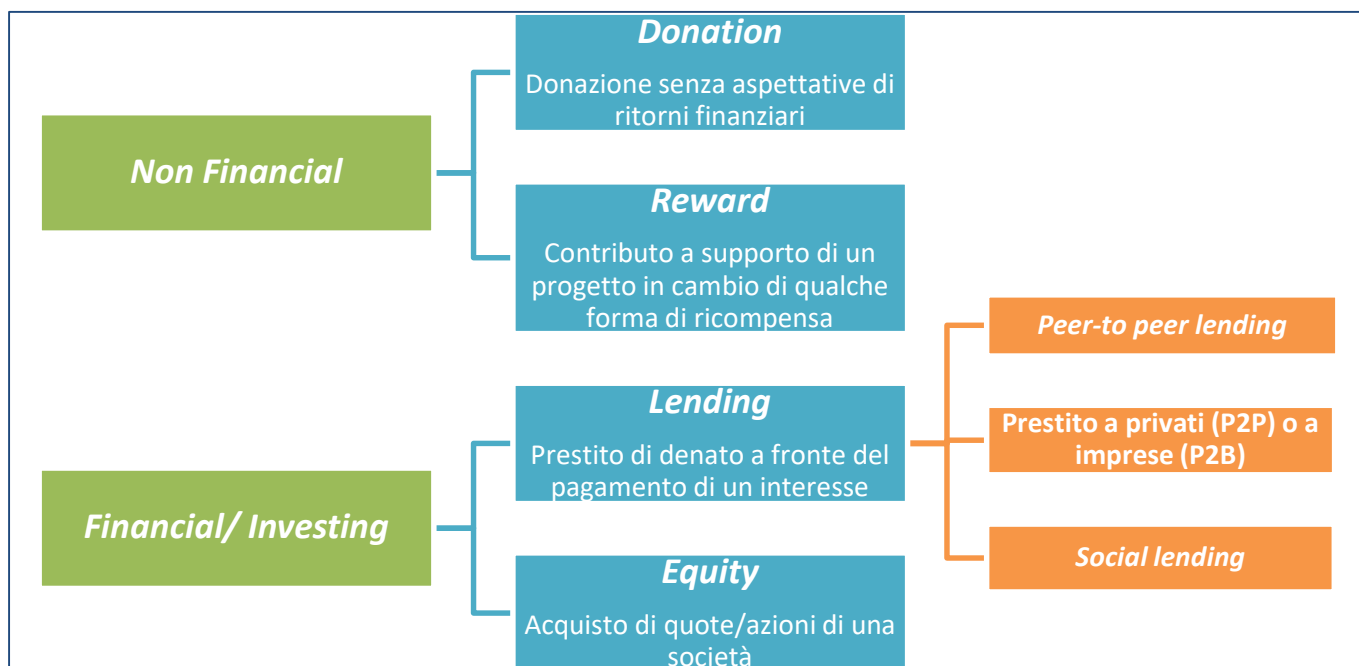 Non Financial
Donation
Donazione senza aspettative di
ritorni finanziari
Reward
Contributo a supporto di un
progetto in cambio di qualche
forma di ricompensa
Financial/ Investing
Lending
Prestito di denato a fronte del
pagamento di un interesse
Peer-to peer lending
Prestito a privati (P2P) o a
imprese (P2B)
Social lending
Equity
Acquisto di quote/azioni di una
società